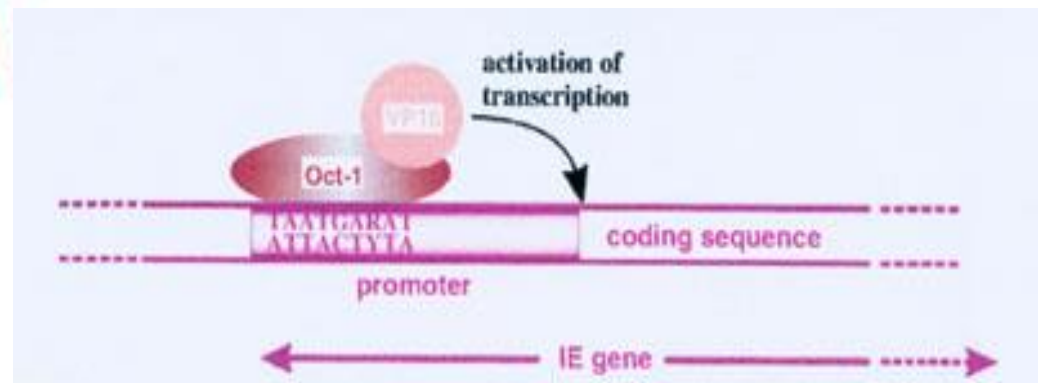 activation of
transcription
VP16
Oct-1
TAATGARAT
ATTACTYTA
coding sequence
promoter
IE gene